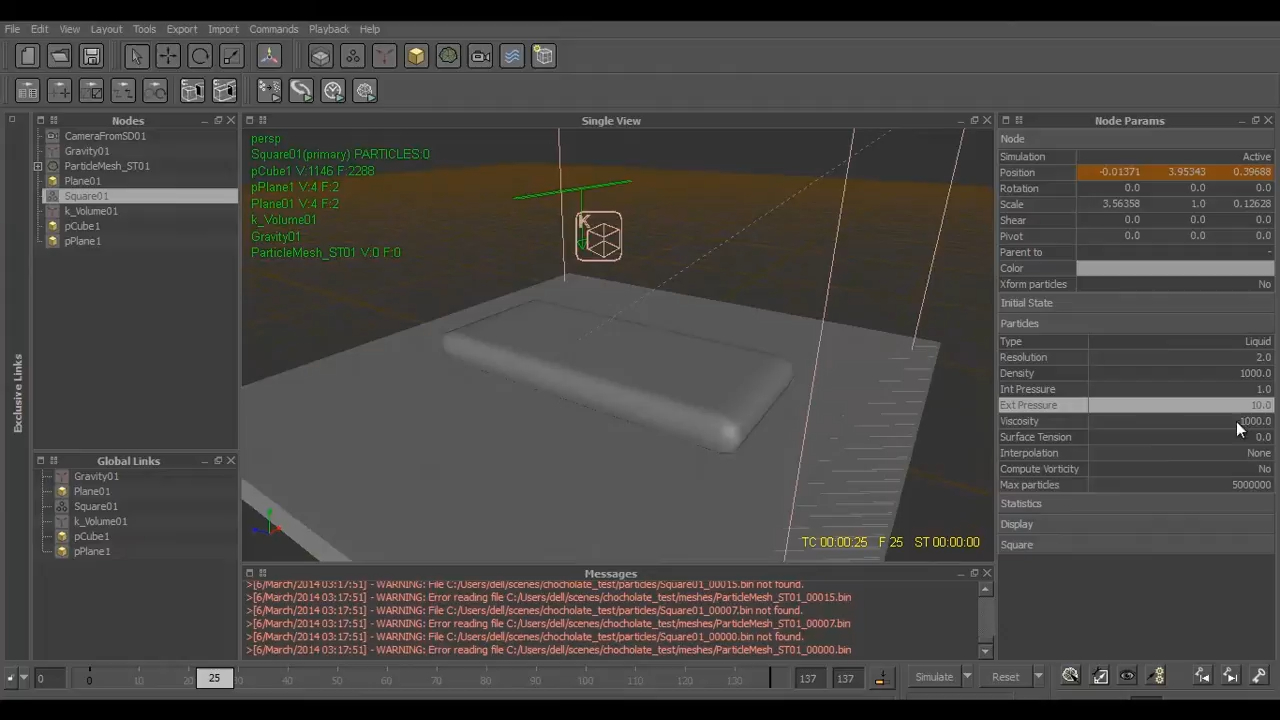 File Edit View Layout Tools Export Import Commands Playback Help
Nodes
CameraFromSD01
Gravity01
ParticleMesh_ST01
Plane01
Square01
k_Volume01
pCube1
pPlane1
Exclusive Links
Global Links
Gravity01
Plane01
Square01
k_Volume01
pCube1
pPlane1
Single View
persp
Square01(primary) PARTICLES:0
pCube1 V:1146 F:2288
pPlane1 V:4 F:2
Plane01 V:4 F:2
k_Volume01
Gravity01
ParticleMesh_ST01 V:0 F:0
K
TC 00:00:25 F 25 ST 00:00:00
Messages
>[6/March/2014 03:17:51] - WARNING: File C:/Users/dell/scenes/chocholate_test/particles/Square01_00015.bin not found.
>[6/March/2014 03:17:51] - WARNING: Error reading file C:/Users/dell/scenes/chocholate_test/meshes/ParticleMesh_ST01_00015.bin
>[6/March/2014 03:17:51] - WARNING: File C:/Users/dell/scenes/chocholate_test/particles/Square01_00007.bin not found.
>[6/March/2014 03:17:51] - WARNING: Error reading file C:/Users/dell/scenes/chocholate_test/meshes/ParticleMesh_ST01_00007.bin
>[6/March/2014 03:17:51] - WARNING: File C:/Users/dell/scenes/chocholate_test/particles/Square01_00000.bin not found.
>[6/March/2014 03:17:51] - WARNING: Error reading file C:/Users/dell/scenes/chocholate_test/meshes/ParticleMesh_ST01_00000.bin
Node Params
Node
Simulation Active
Position -0.01371 3.95343 0.39688
Rotation 0.0 0.0 0.0
Scale 3.56358 1.0 0.12628
Shear 0.0 0.0 0.0
Pivot 0.0 0.0 0.0
Parent to -
Color
Xform particles No
Initial State
Particles
Type Liquid
Resolution 2.0
Density 1000.0
Int Pressure 1.0
Ext Pressure 10.0
Viscosity 1000.0
Surface Tension 0.0
Interpolation None
Compute Vorticity No
Max particles 5000000
Statistics
Display
Square
0 0 10 20 25 30 40 50 60 70 80 90 100 110 120 130 137 137 Simulate Reset